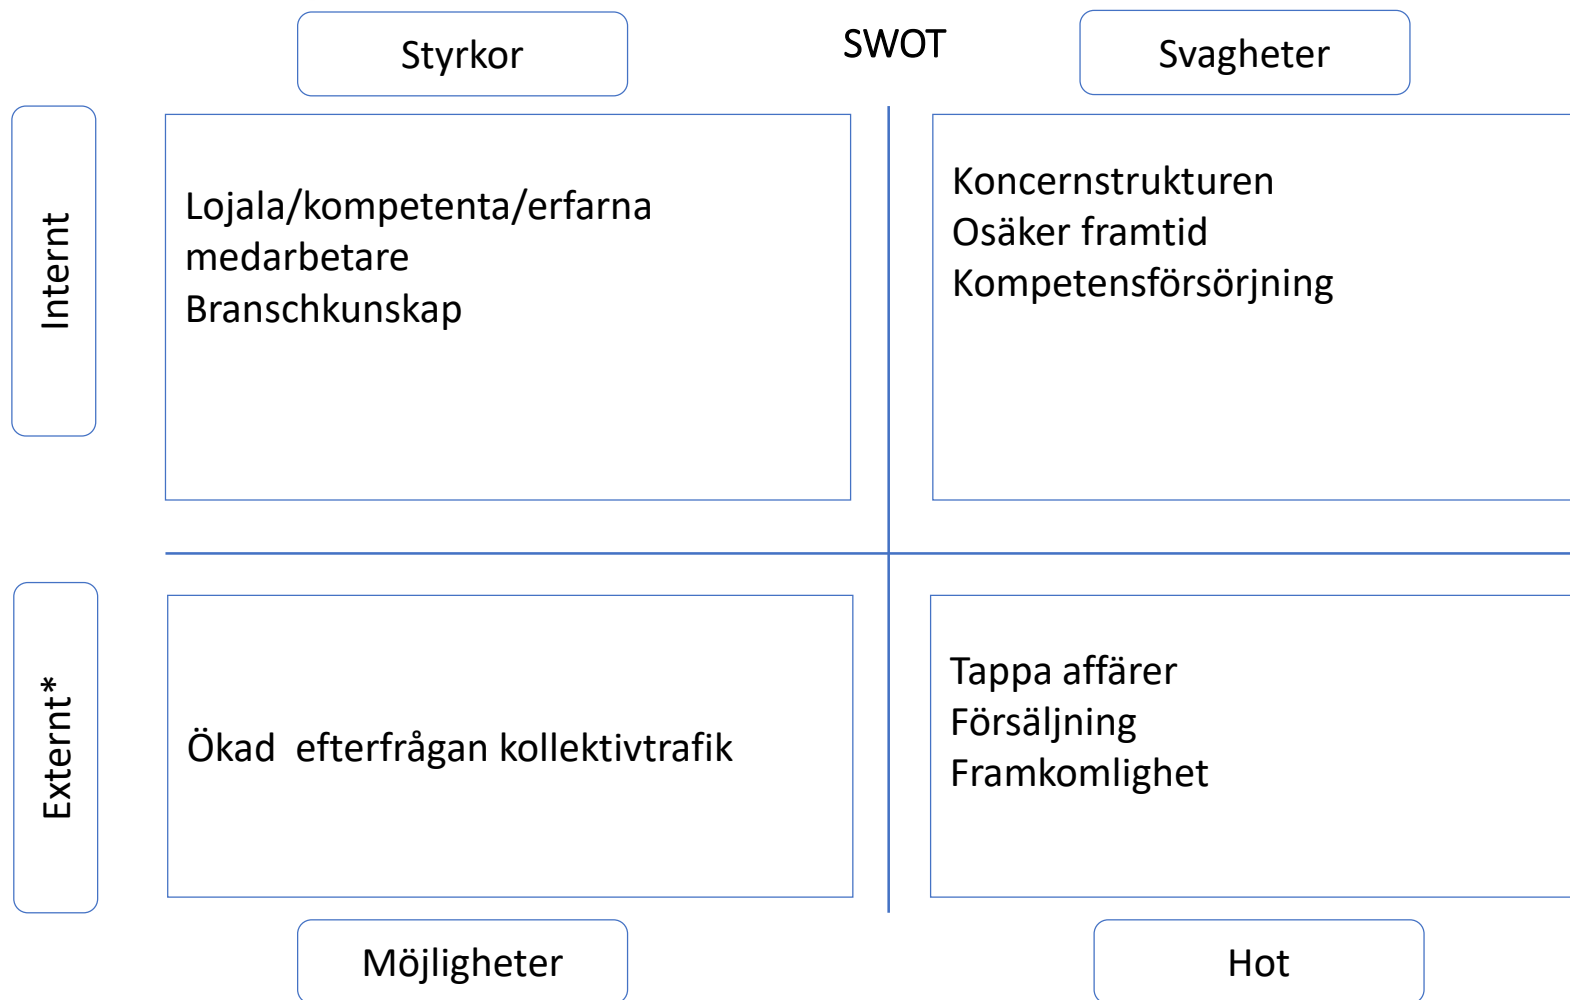 Styrkor
SWOT
Svagheter
Internt
Lojala/kompetenta/erfarna
medarbetare
Branschkunskap
Koncernstrukturen
Osäker framtid
Kompetensförsörjning
Externt*
Ökad  efterfrågan kollektivtrafik
Tappa affärer
Försäljning
Framkomlighet
Möjligheter
Hot